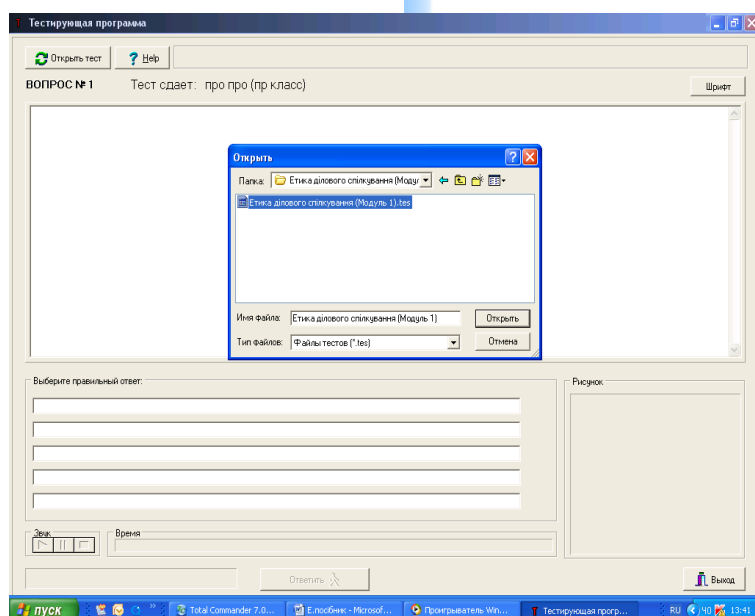 Тестирующая программа
Открыть тест
Help
ВОПРОС № 1 Тест сдает: про про (пр класс)
Шрифт
Открыть
Папка: Етика ділового спілкування (Модул
Етика ділового спілкування (Модуль 1).tes
Имя файла: Етика ділового спілкування (Модуль 1)
Открыть
Тип файлов: Файлы тестов (*.tes)
Отмена
Выберите правильный ответ:
Рисунок
Звук
Время
Ответить
Выход
пуск
Total Commander 7.0...
Е.посібник - Microsof...
Проигрыватель Win...
Тестирующая прогр...
RU
ЧО
13:41